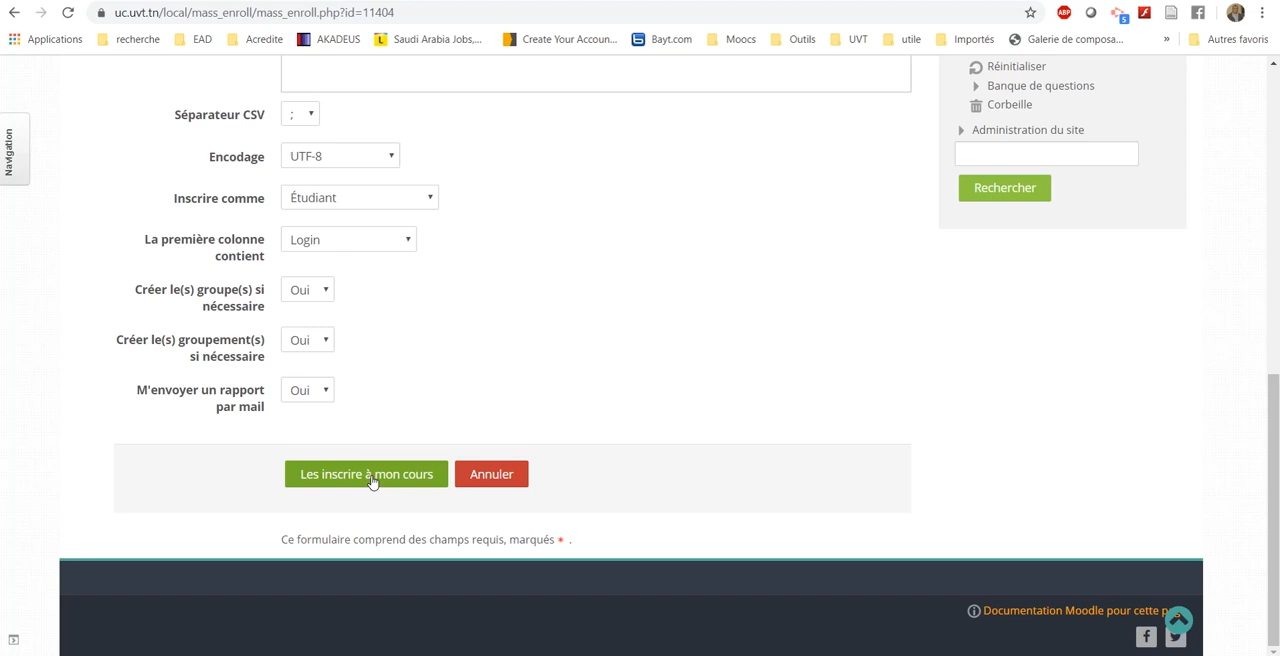 uc.uvt.tn/local/mass_enroll/mass_enroll.php?id=11404
ABP
5
Applications recherche EAD Acredite AKADEUS Saudi Arabia Jobs,... Create Your Accoun... Bayt.com Moocs Outils UVT utile Importés Galerie de composa... » Autres favoris
Navigation
Réinitialiser
Banque de questions
Corbeille
Administration du site
Rechercher
Séparateur CSV ;
Encodage UTF-8
Inscrire comme Étudiant
La première colonne
contient
Login
Créer le(s) groupe(s) si
nécessaire
Oui
Créer le(s) groupement(s)
si nécessaire
Oui
M'envoyer un rapport
par mail
Oui
Les inscrire à mon cours Annuler
Ce formulaire comprend des champs requis, marqués * .
Documentation Moodle pour cette